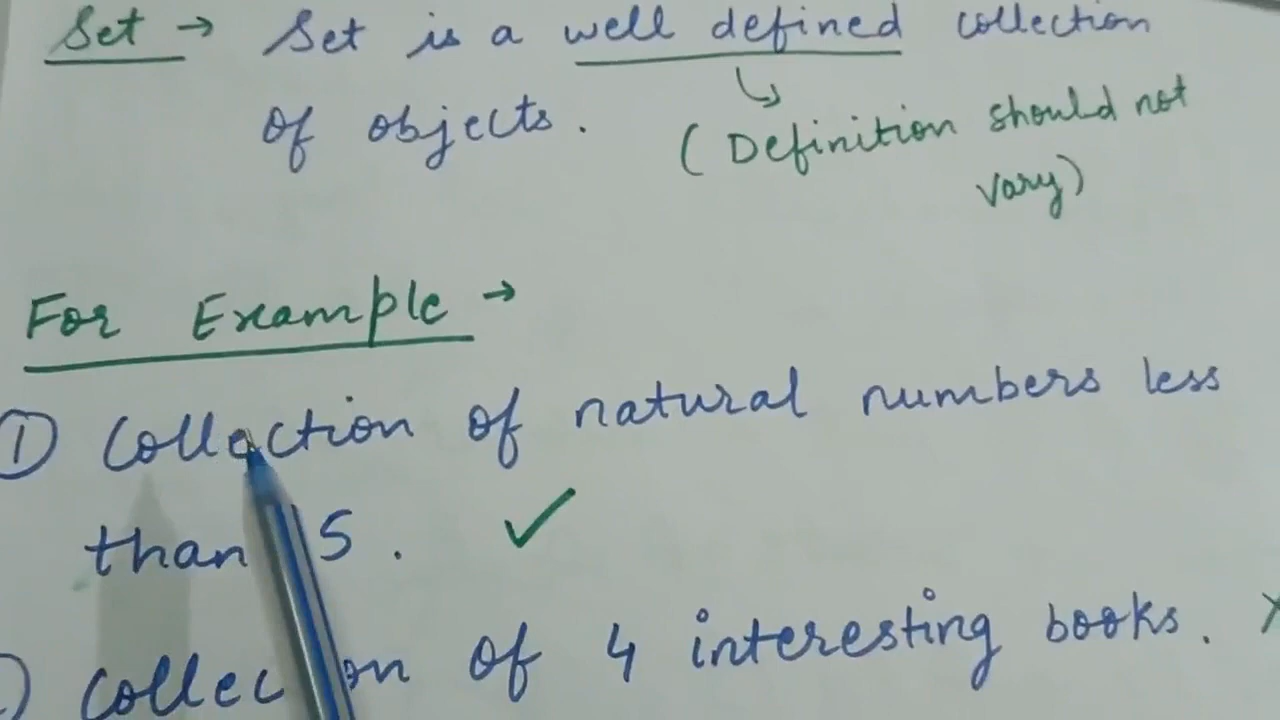 Set → Set is a well defined collection
of objects.
(Definition should not
vary)
For Example →
① Collection of natural numbers less
than 5. ✓
of 4 interesting books.